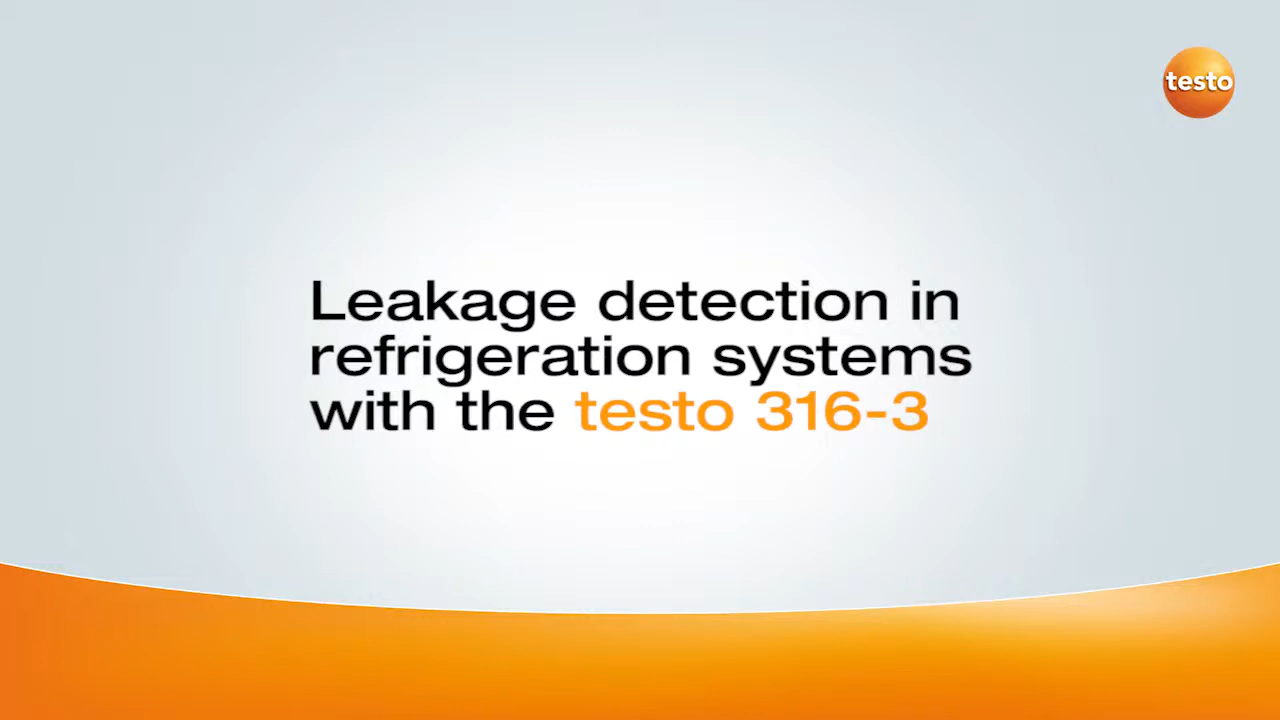 testo
Leakage detection in
refrigeration systems
with the testo 316-3